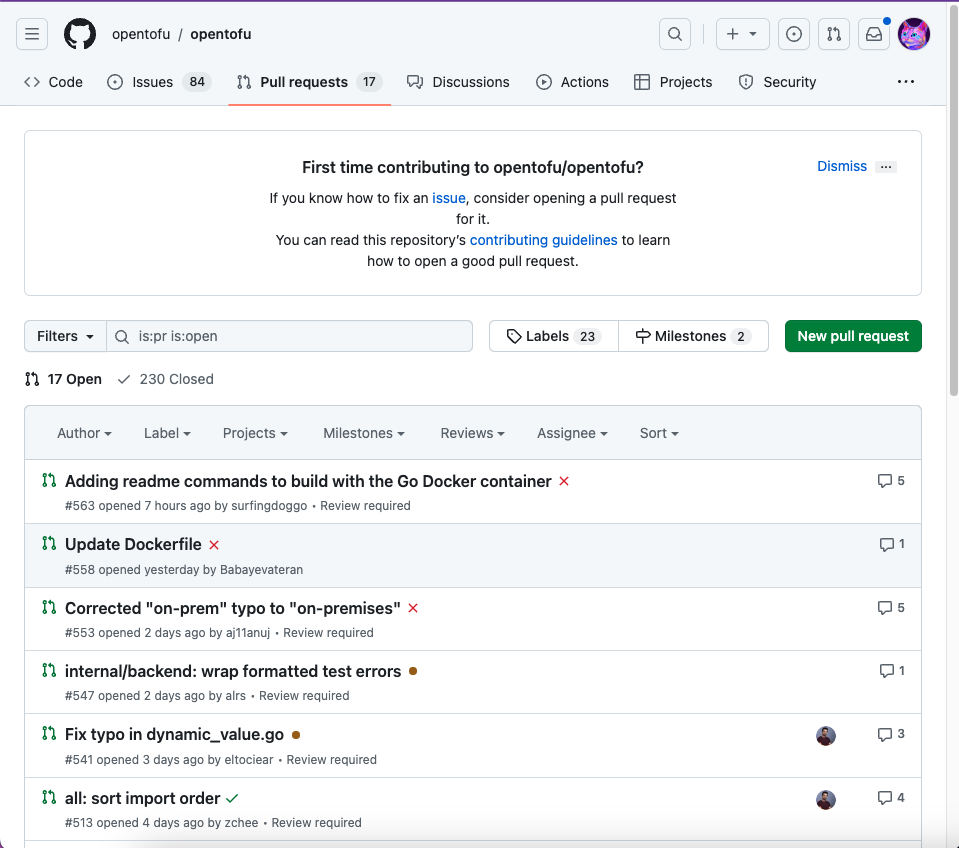 opentofu / opentofu
Code Issues 84 Pull requests 17 Discussions Actions Projects Security ...
First time contributing to opentofu/opentofu? Dismiss ...
If you know how to fix an issue, consider opening a pull request
for it.
You can read this repository's contributing guidelines to learn
how to open a good pull request.
Filters is:pr is:open Labels 23 Milestones 2 New pull request
17 Open 230 Closed
Author Label Projects Milestones Reviews Assignee Sort
Adding readme commands to build with the Go Docker container 5
#563 opened 7 hours ago by surfingdoggo • Review required
Update Dockerfile 1
#558 opened yesterday by Babayevateran
Corrected "on-prem" typo to "on-premises" 5
#553 opened 2 days ago by aj11anuj • Review required
internal/backend: wrap formatted test errors 1
#547 opened 2 days ago by alrs • Review required
Fix typo in dynamic_value.go 3
#541 opened 3 days ago by eltociear • Review required
all: sort import order 4
#513 opened 4 days ago by zchee • Review required